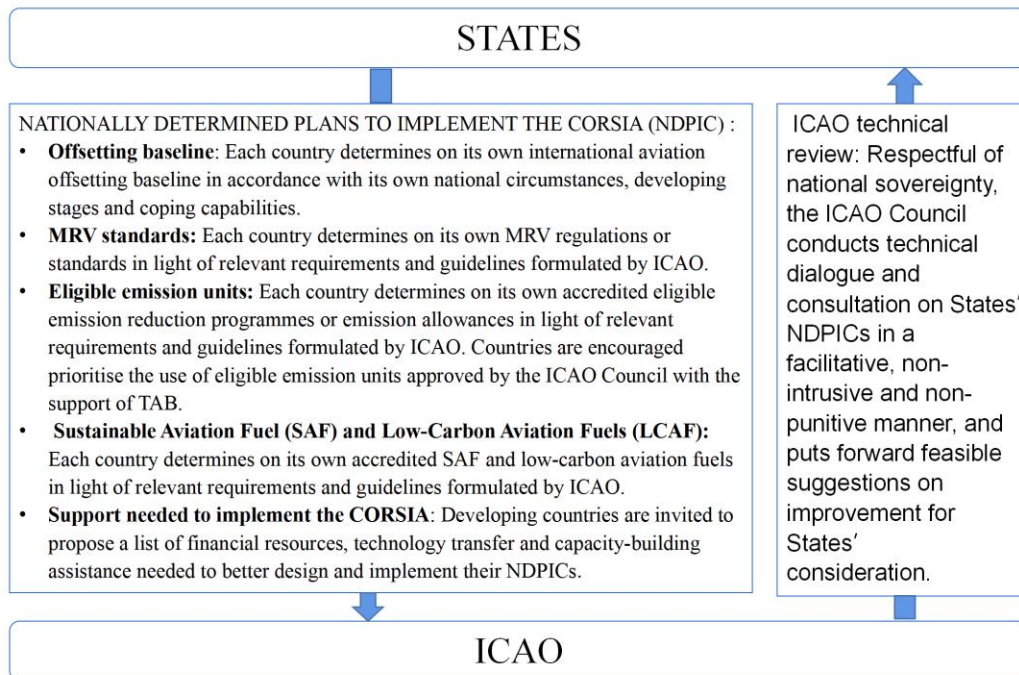 STATES
NATIONALLY DETERMINED PLANS TO IMPLEMENT THE CORSIA (NDPIC) :
• Offsetting baseline: Each country determines on its own international aviation
offsetting baseline in accordance with its own national circumstances, developing
stages and coping capabilities.
• MRV standards: Each country determines on its own MRV regulations or
standards in light of relevant requirements and guidelines formulated by ICAO.
• Eligible emission units: Each country determines on its own accredited eligible
emission reduction programmes or emission allowances in light of relevant
requirements and guidelines formulated by ICAO. Countries are encouraged
prioritise the use of eligible emission units approved by the ICAO Council with the
support of TAB.
• Sustainable Aviation Fuel (SAF) and Low-Carbon Aviation Fuels (LCAF):
Each country determines on its own accredited SAF and low-carbon aviation fuels
in light of relevant requirements and guidelines formulated by ICAO.
• Support needed to implement the CORSIA: Developing countries are invited to
propose a list of financial resources, technology transfer and capacity-building
assistance needed to better design and implement their NDPICs.
ICAO technical
review: Respectful of
national sovereignty,
the ICAO Council
conducts technical
dialogue and
consultation on States'
NDPICs in a
facilitative, non-
intrusive and non-
punitive manner, and
puts forward feasible
suggestions on
improvement for
States'
consideration.
ICAO